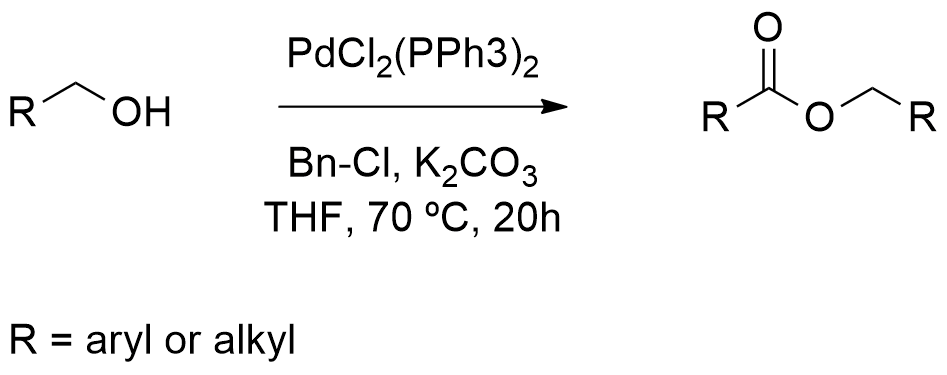 O
PdCl2(PPh3)2
R OH R O R
Bn-Cl, K2CO3
THF, 70 ºC, 20h
R = aryl or alkyl